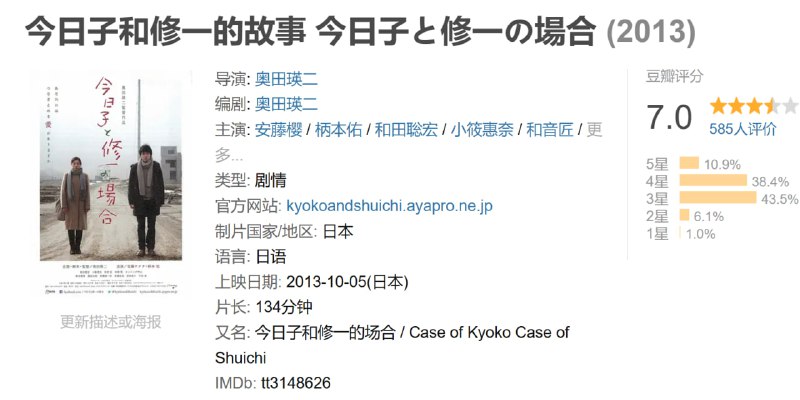 今日子和修一的故事 今日子と修一の場合 (2013)
今日子と修一の場合
更新描述或海报
导演: 奥田瑛二
编剧: 奥田瑛二
主演: 安藤樱 / 柄本佑 / 和田聪宏 / 小筱惠奈 / 和音匠 / 更
多...
类型: 剧情
官方网站: kyokoandshuichi.ayapro.ne.jp
制片国家/地区: 日本
语言: 日语
上映日期: 2013-10-05(日本)
片长: 134分钟
又名: 今日子和修一的场合 / Case of Kyoko Case of
Shuichi
IMDb: tt3148626
豆瓣评分
7.0
585人评价
5星 10.9%
4星 38.4%
3星 43.5%
2星 6.1%
1星 1.0%